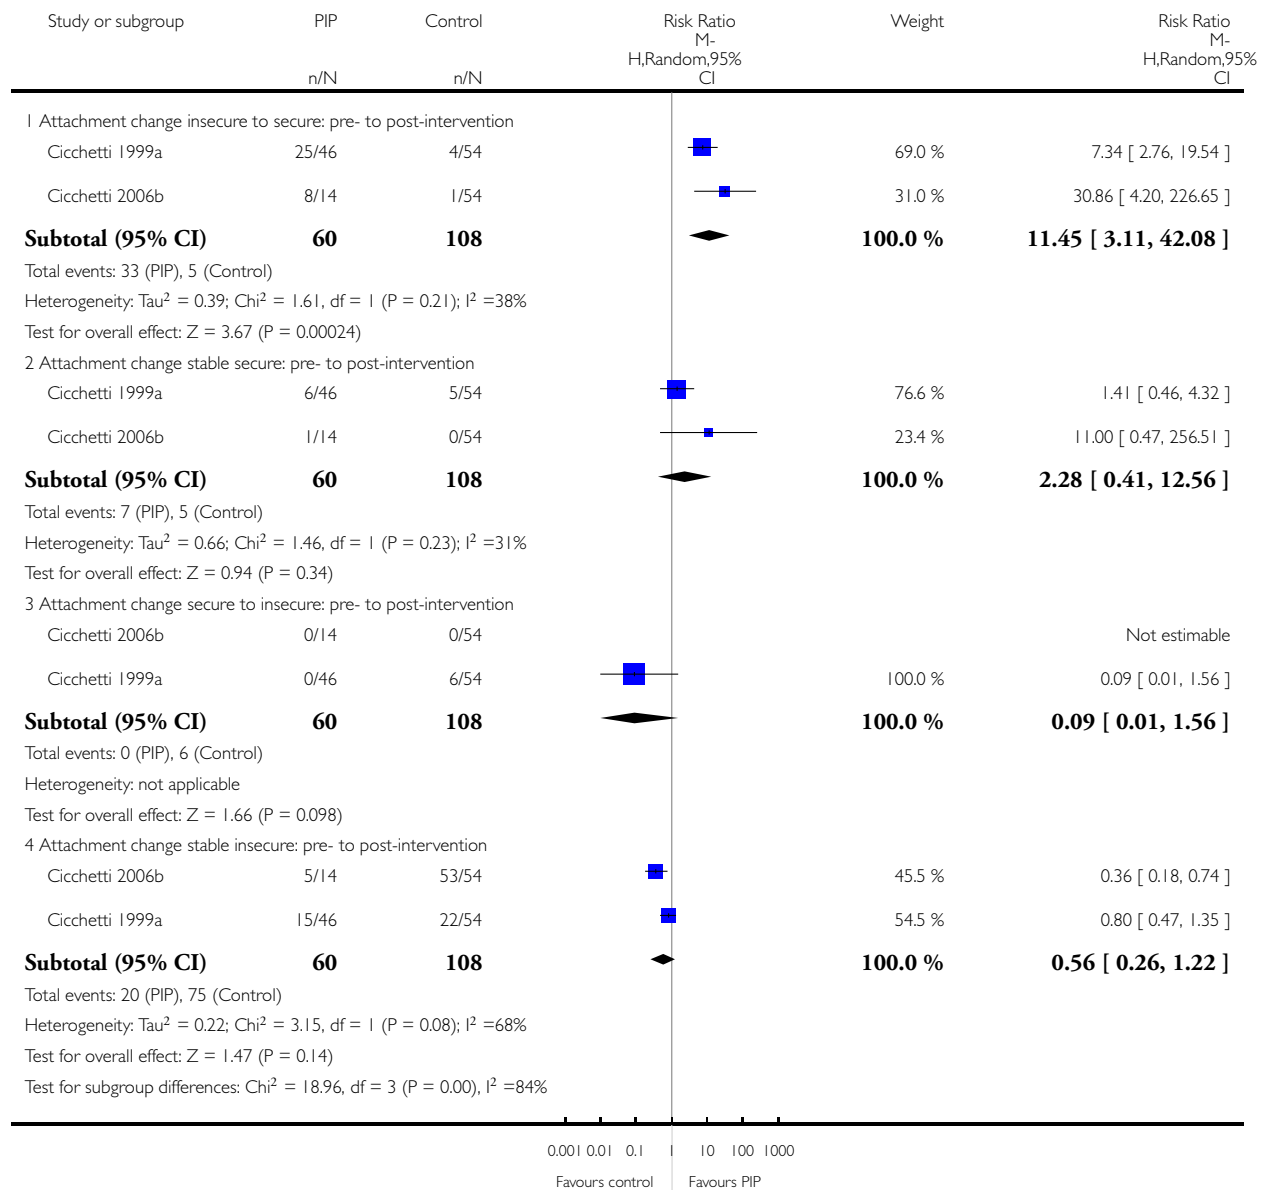 Study or subgroup PIP Control Risk Ratio Weight Risk Ratio
M- M-
H,Random,95% H,Random,95%
n/N n/N CI CI
1 Attachment change insecure to secure: pre- to post-intervention
Cicchetti 1999a 25/46 4/54 69.0 % 7.34 [ 2.76, 19.54 ]
Cicchetti 2006b 8/14 1/54 31.0 % 30.86 [ 4.20, 226.65 ]
Subtotal (95% CI) 60 108 100.0 % 11.45 [ 3.11, 42.08 ]
Total events: 33 (PIP), 5 (Control)
Heterogeneity: Tau² = 0.39; Chi² = 1.61, df = 1 (P = 0.21); I² =38%
Test for overall effect: Z = 3.67 (P = 0.00024)
2 Attachment change stable secure: pre- to post-intervention
Cicchetti 1999a 6/46 5/54 76.6 % 1.41 [ 0.46, 4.32 ]
Cicchetti 2006b 1/14 0/54 23.4 % 11.00 [ 0.47, 256.51 ]
Subtotal (95% CI) 60 108 100.0 % 2.28 [ 0.41, 12.56 ]
Total events: 7 (PIP), 5 (Control)
Heterogeneity: Tau² = 0.66; Chi² = 1.46, df = 1 (P = 0.23); I² =31%
Test for overall effect: Z = 0.94 (P = 0.34)
3 Attachment change secure to insecure: pre- to post-intervention
Cicchetti 2006b 0/14 0/54 Not estimable
Cicchetti 1999a 0/46 6/54 100.0 % 0.09 [ 0.01, 1.56 ]
Subtotal (95% CI) 60 108 100.0 % 0.09 [ 0.01, 1.56 ]
Total events: 0 (PIP), 6 (Control)
Heterogeneity: not applicable
Test for overall effect: Z = 1.66 (P = 0.098)
4 Attachment change stable insecure: pre- to post-intervention
Cicchetti 2006b 5/14 53/54 45.5 % 0.36 [ 0.18, 0.74 ]
Cicchetti 1999a 15/46 22/54 54.5 % 0.80 [ 0.47, 1.35 ]
Subtotal (95% CI) 60 108 100.0 % 0.56 [ 0.26, 1.22 ]
Total events: 20 (PIP), 75 (Control)
Heterogeneity: Tau² = 0.22; Chi² = 3.15, df = 1 (P = 0.08); I² =68%
Test for overall effect: Z = 1.47 (P = 0.14)
Test for subgroup differences: Chi² = 18.96, df = 3 (P = 0.00), I² =84%
0.001 0.01 0.1 1 10 100 1000
Favours control Favours PIP